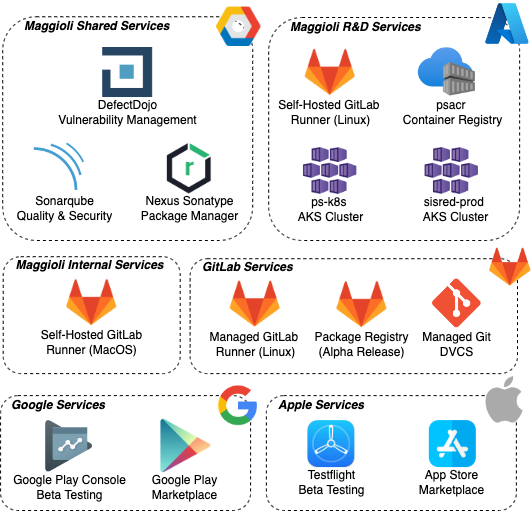 Maggioli Shared Services
DefectDojo
Vulnerability Management
Sonarqube
Quality & Security
r
Nexus Sonatype
Package Manager
Maggioli R&D Services
Self-Hosted GitLab
Runner (Linux)
psacr
Container Registry
ps-k8s
AKS Cluster
sisred-prod
AKS Cluster
Maggioli Internal Services
Self-Hosted GitLab
Runner (MacOS)
GitLab Services
Managed GitLab
Runner (Linux)
Package Registry
(Alpha Release)
Managed Git
DVCS
Google Services
Google Play Console
Beta Testing
Google Play
Marketplace
Apple Services
Testflight
Beta Testing
App Store
Marketplace